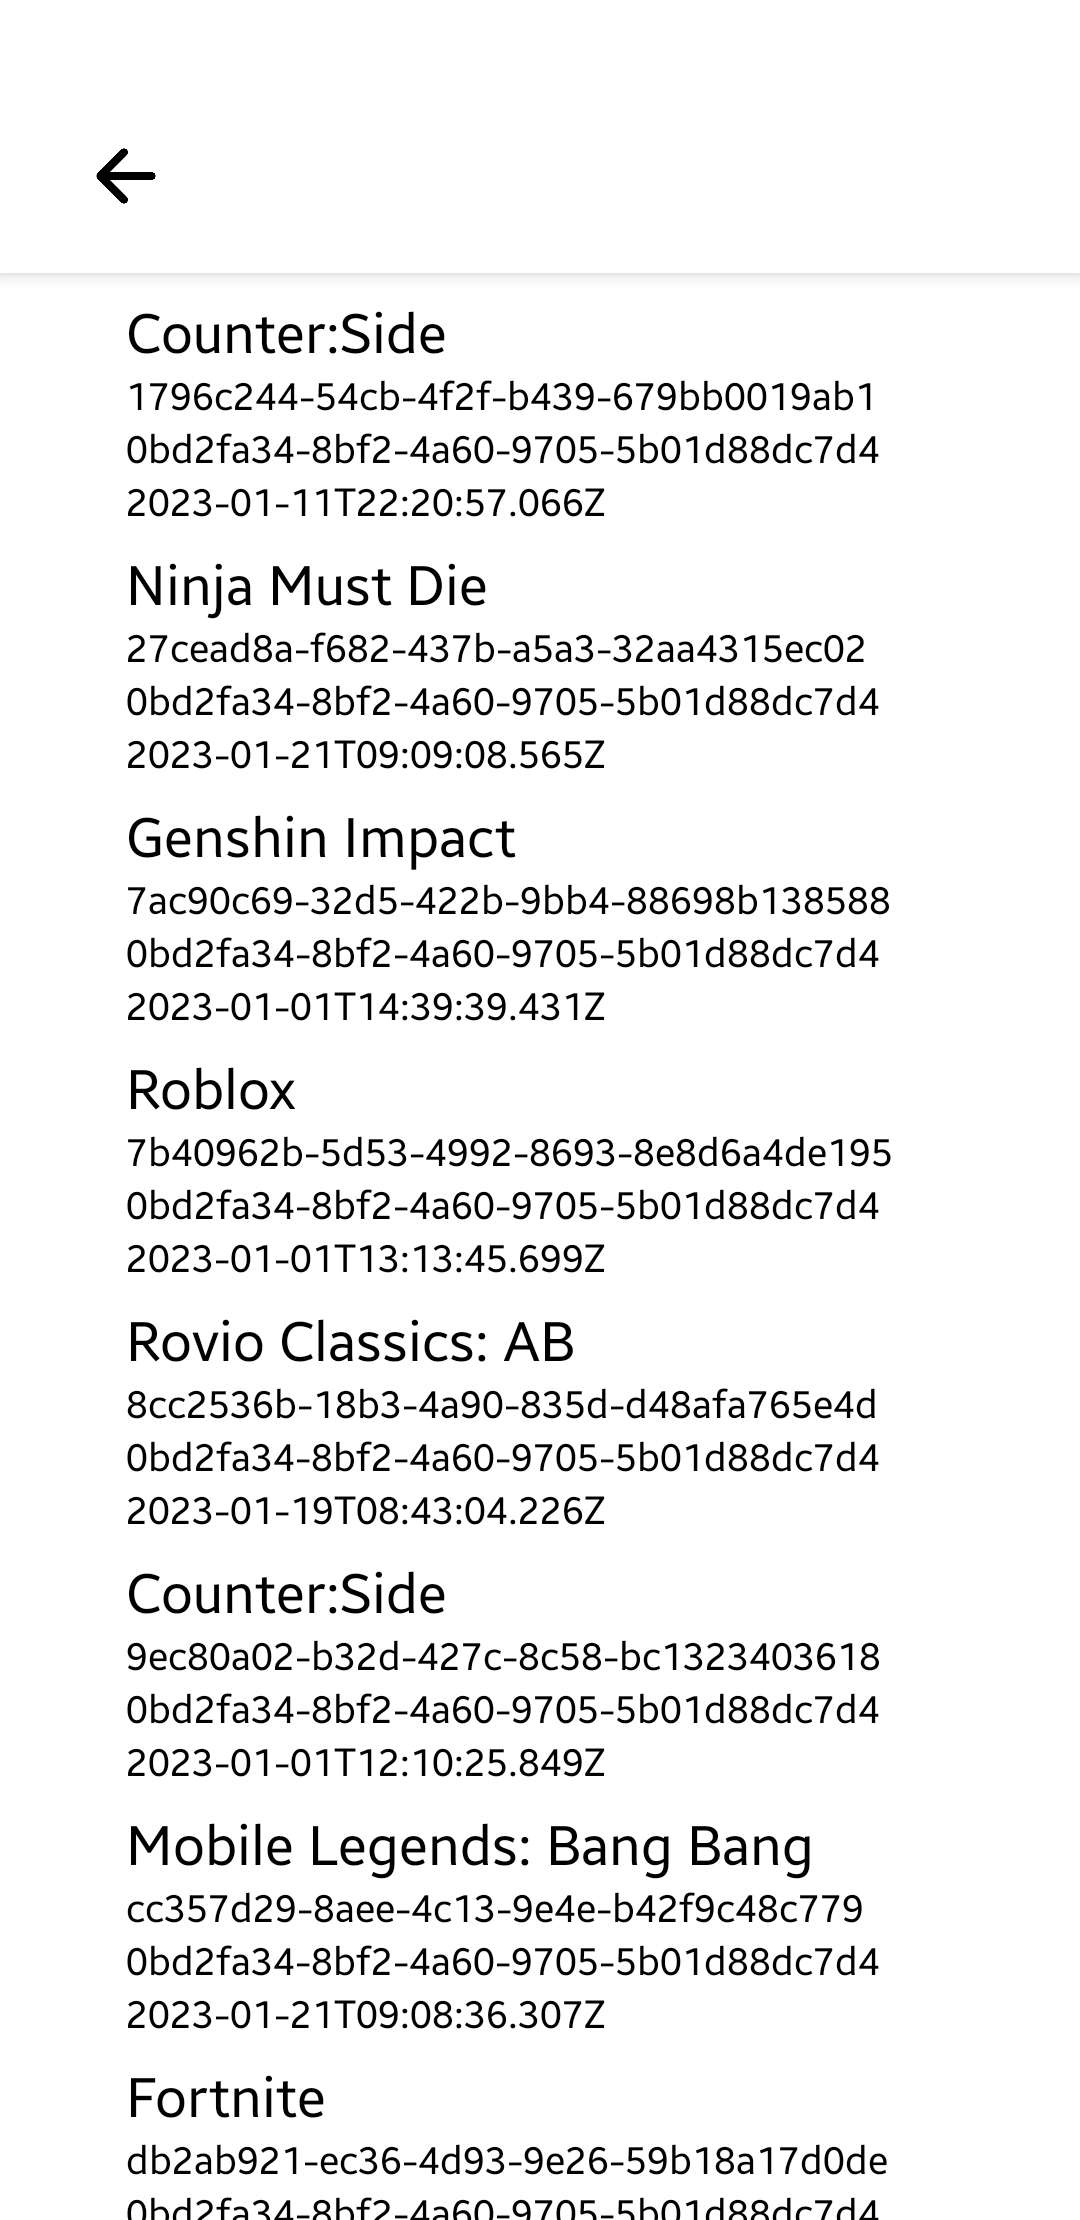 Counter:Side
1796c244-54cb-4f2f-b439-679bb0019ab1
0bd2fa34-8bf2-4a60-9705-5b01d88dc7d4
2023-01-11T22:20:57.066Z
Ninja Must Die
27cead8a-f682-437b-a5a3-32aa4315ec02
0bd2fa34-8bf2-4a60-9705-5b01d88dc7d4
2023-01-21T09:09:08.565Z
Genshin Impact
7ac90c69-32d5-422b-9bb4-88698b138588
0bd2fa34-8bf2-4a60-9705-5b01d88dc7d4
2023-01-01T14:39:39.431Z
Roblox
7b40962b-5d53-4992-8693-8e8d6a4de195
0bd2fa34-8bf2-4a60-9705-5b01d88dc7d4
2023-01-01T13:13:45.699Z
Rovio Classics: AB
8cc2536b-18b3-4a90-835d-d48afa765e4d
0bd2fa34-8bf2-4a60-9705-5b01d88dc7d4
2023-01-19T08:43:04.226Z
Counter:Side
9ec80a02-b32d-427c-8c58-bc1323403618
0bd2fa34-8bf2-4a60-9705-5b01d88dc7d4
2023-01-01T12:10:25.849Z
Mobile Legends: Bang Bang
cc357d29-8aee-4c13-9e4e-b42f9c48c779
0bd2fa34-8bf2-4a60-9705-5b01d88dc7d4
2023-01-21T09:08:36.307Z
Fortnite
db2ab921-ec36-4d93-9e26-59b18a17d0de
0bd2fa34-8bf2-4a60-9705-5b01d88dc7d4